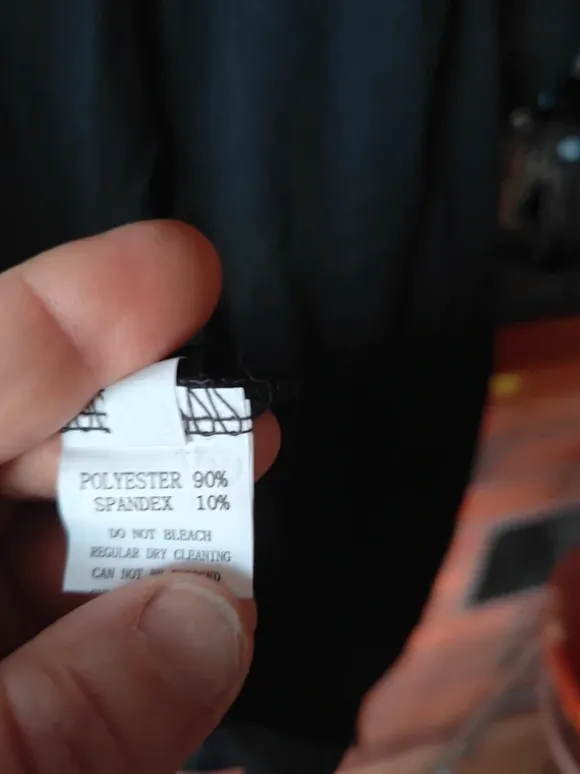 POLYESTER 90%
SPANDEX 10%
DO NOT BLEACH
REGULAR DRY CLEANING
CAN NOT